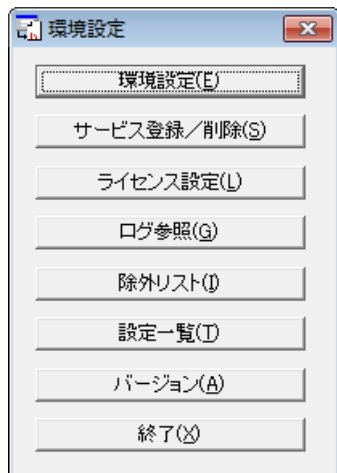 環境設定
環境設定(E)
サービス登録／削除(S)
ライセンス設定(L)
ログ参照(G)
除外リスト(I)
設定一覧(T)
バージョン(A)
終了(X)